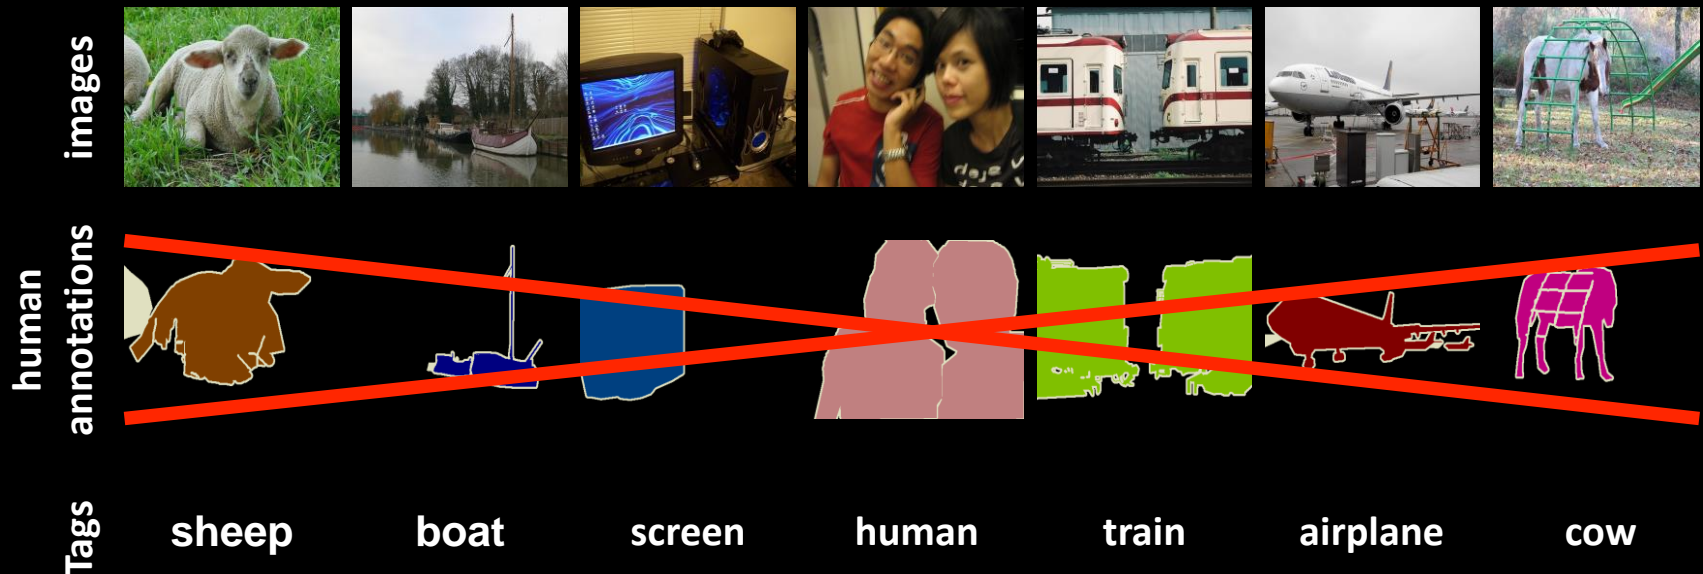 images
human
annotations
Tags
sheep boat screen human train airplane cow